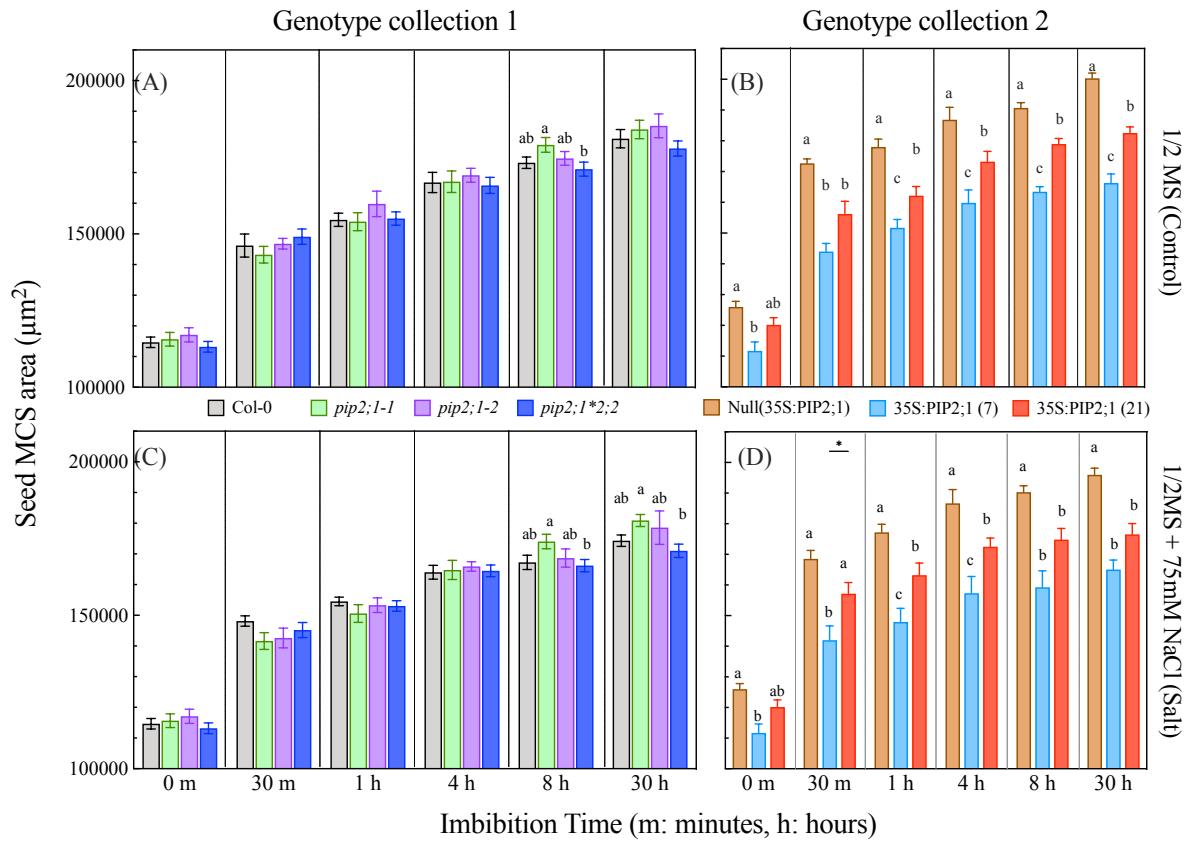 Genotype collection 1
Genotype collection 2
Seed MCS area (μm²)
(A)
200000
150000
100000
ab a ab b
(B)
a b ab
a b b
a c b
a c b
a c b
a c b
1/2 MS (Control)
Col-0 pip2;1-1 pip2;1-2 pip2;1*2;2
Null(35S:PIP2;1) 35S:PIP2;1 (7) 35S:PIP2;1 (21)
(C)
200000
150000
100000
ab a ab b
ab a ab b
(D)
*
a b ab
a b a
a c b
a c b
a b b
a b b
1/2MS + 75mM NaCl (Salt)
0 m 30 m 1 h 4 h 8 h 30 h
0 m 30 m 1 h 4 h 8 h 30 h
Imbibition Time (m: minutes, h: hours)